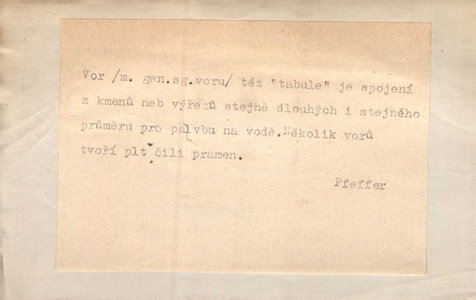 Vor /m. gen.sg.voru/ též "tabule" je spojení
z kmenů neb výřezů stejně dlouhých i stejného
průměru pro palvbu na vodě.Několik vorů
tvoří plť čili pramen.
Pfeffer